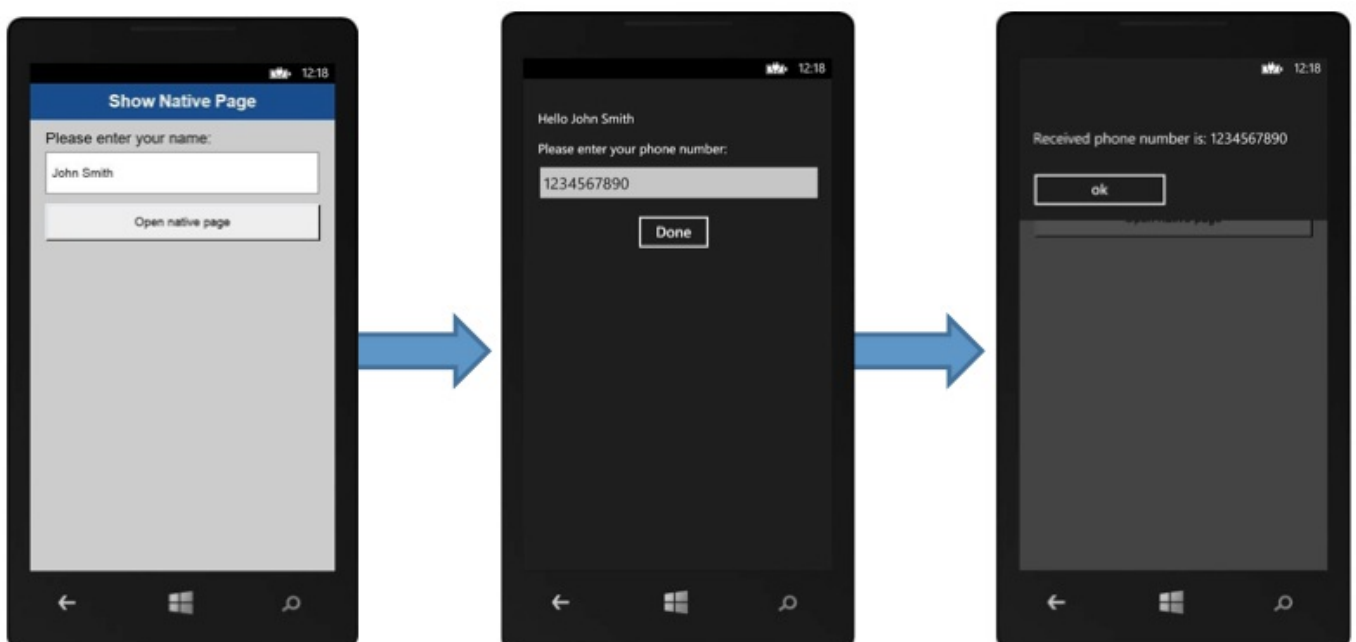 12:18
Show Native Page
Please enter your name:
John Smith
Open native page
12:18
Hello John Smith
Please enter your phone number:
1234567890
Done
12:18
Received phone number is: 1234567890
ok